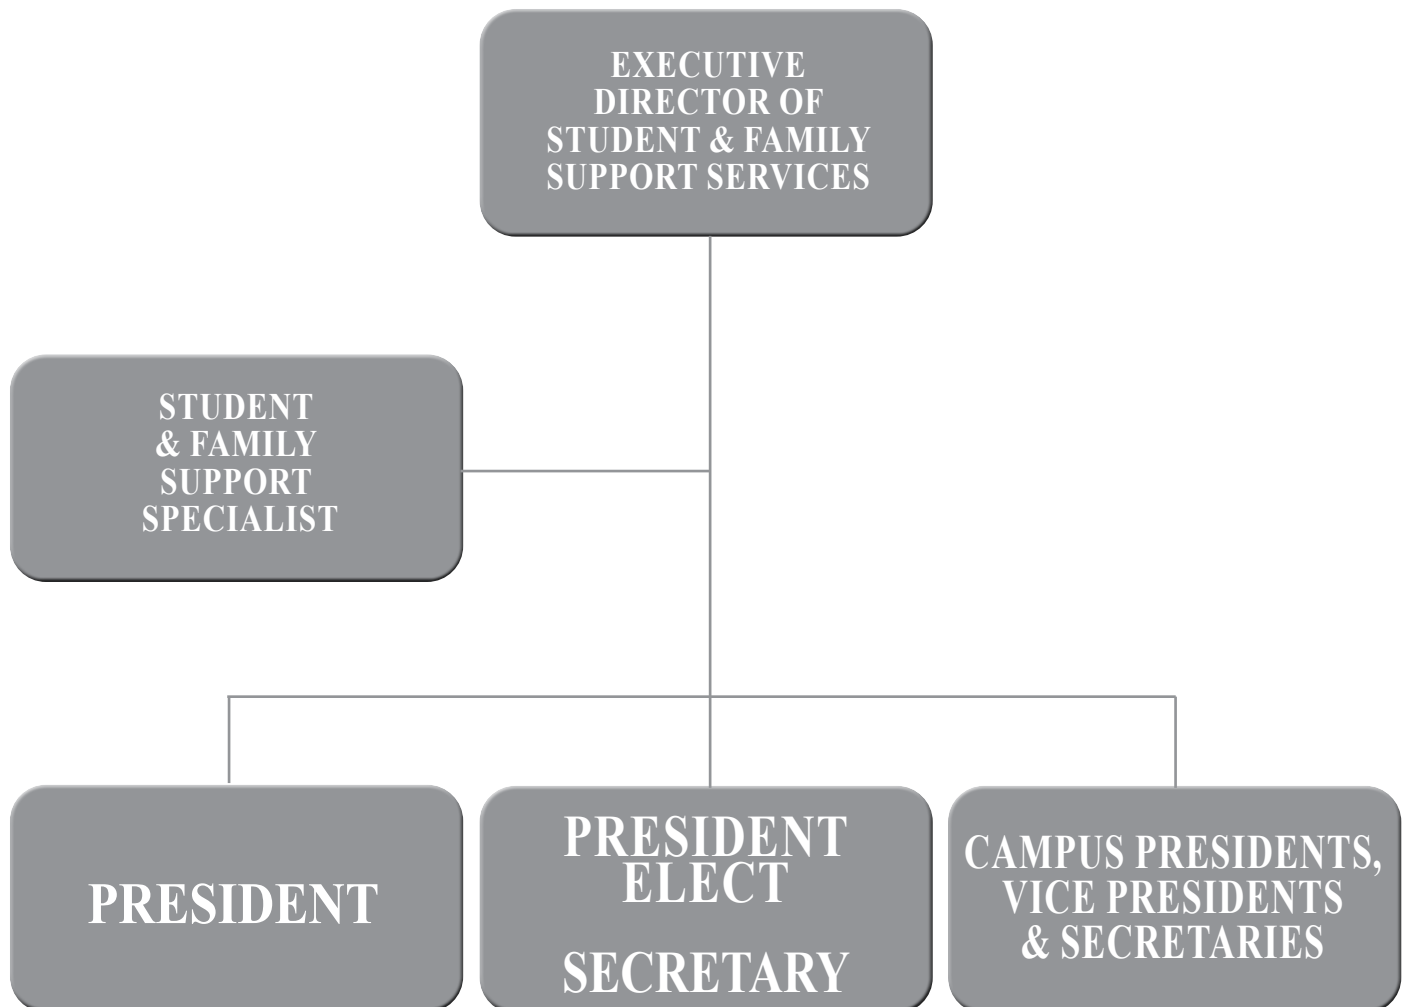 EXECUTIVE
DIRECTOR OF
STUDENT & FAMILY
SUPPORT SERVICES
STUDENT
& FAMILY
SUPPORT
SPECIALIST
PRESIDENT
PRESIDENT
ELECT
SECRETARY
CAMPUS PRESIDENTS,
VICE PRESIDENTS
& SECRETARIES